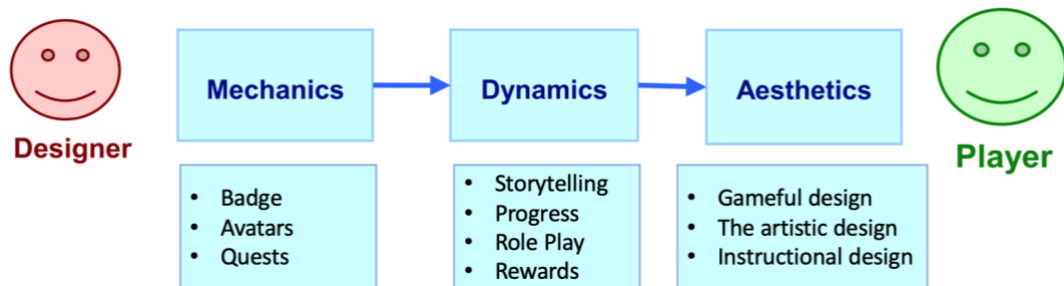 Designer
Mechanics
Dynamics
Aesthetics
Player
• Badge
• Avatars
• Quests
• Storytelling
• Progress
• Role Play
• Rewards
• Gameful design
• The artistic design
• Instructional design